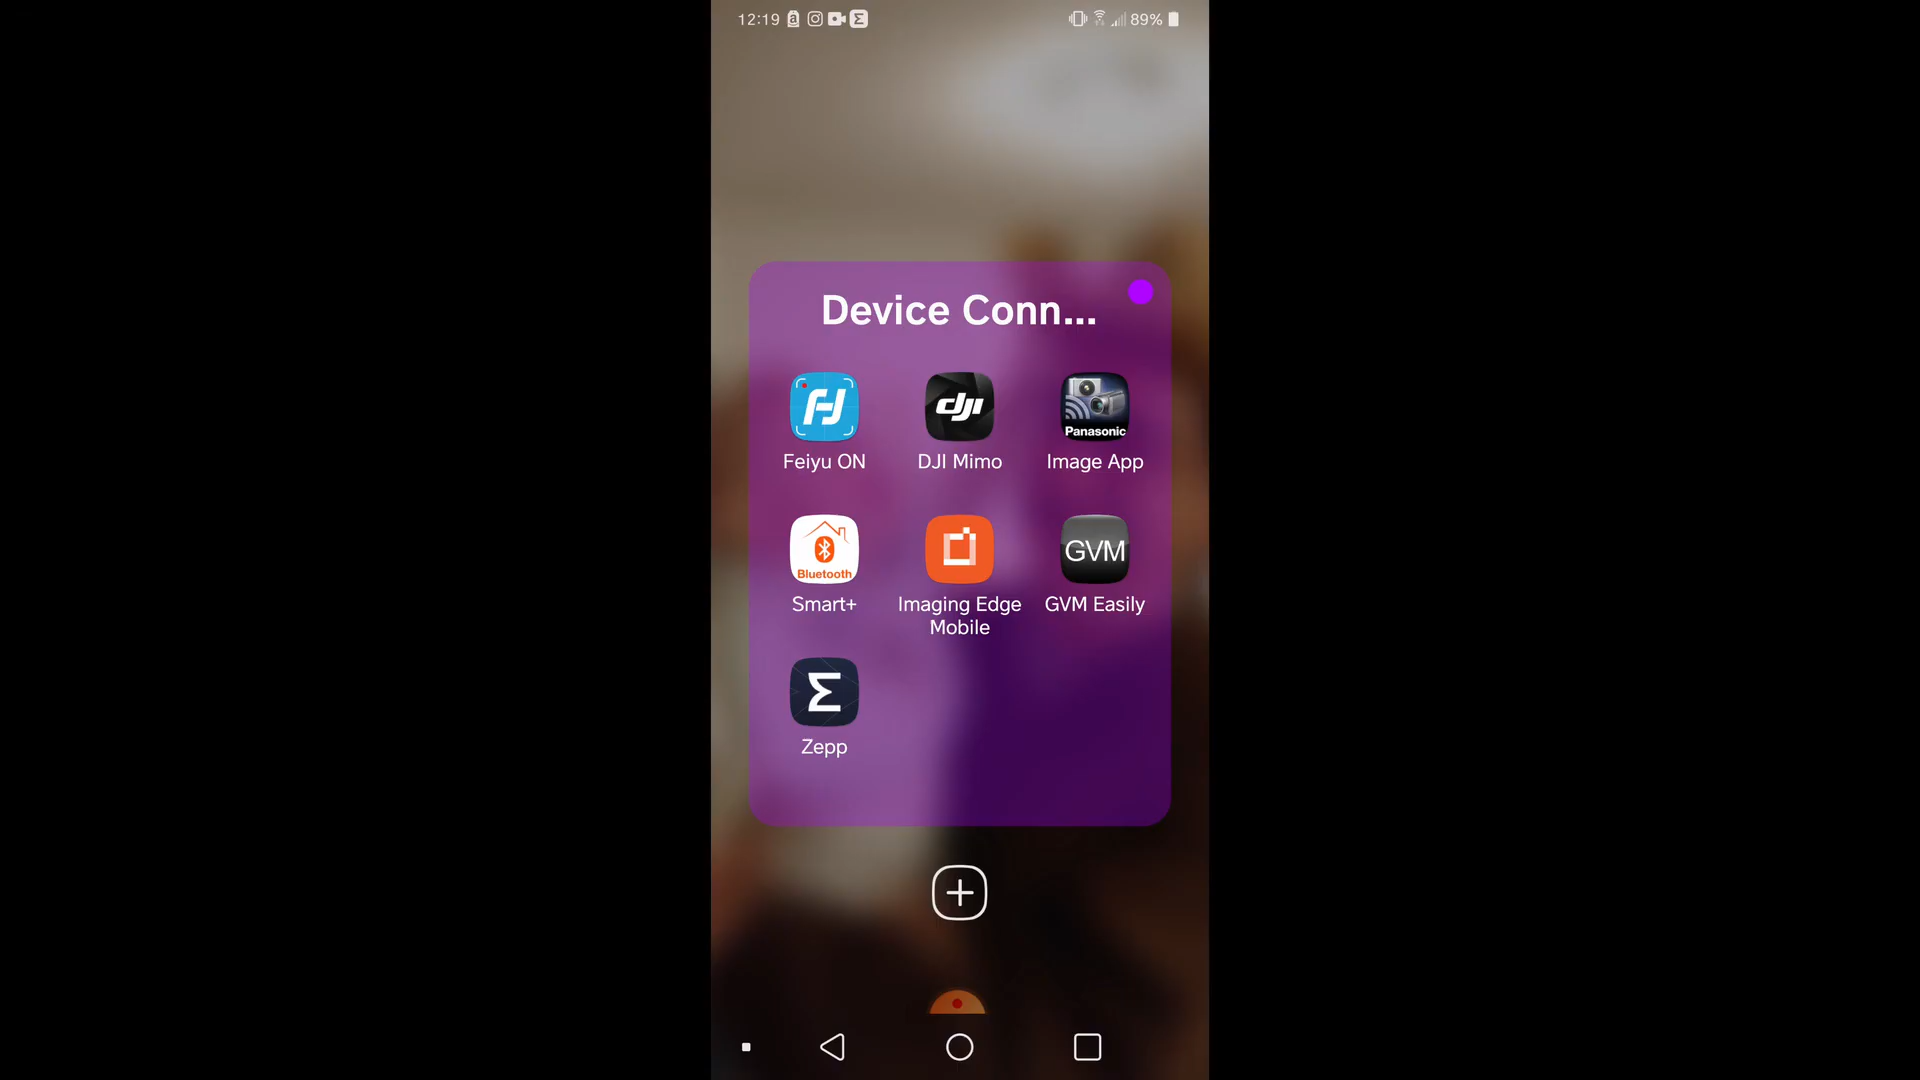 12:19 89%
Device Conn...
Panasonic
Feiyu ON DJI Mimo Image App
Bluetooth GVM
Smart+ Imaging Edge GVM Easily
Mobile
Zepp